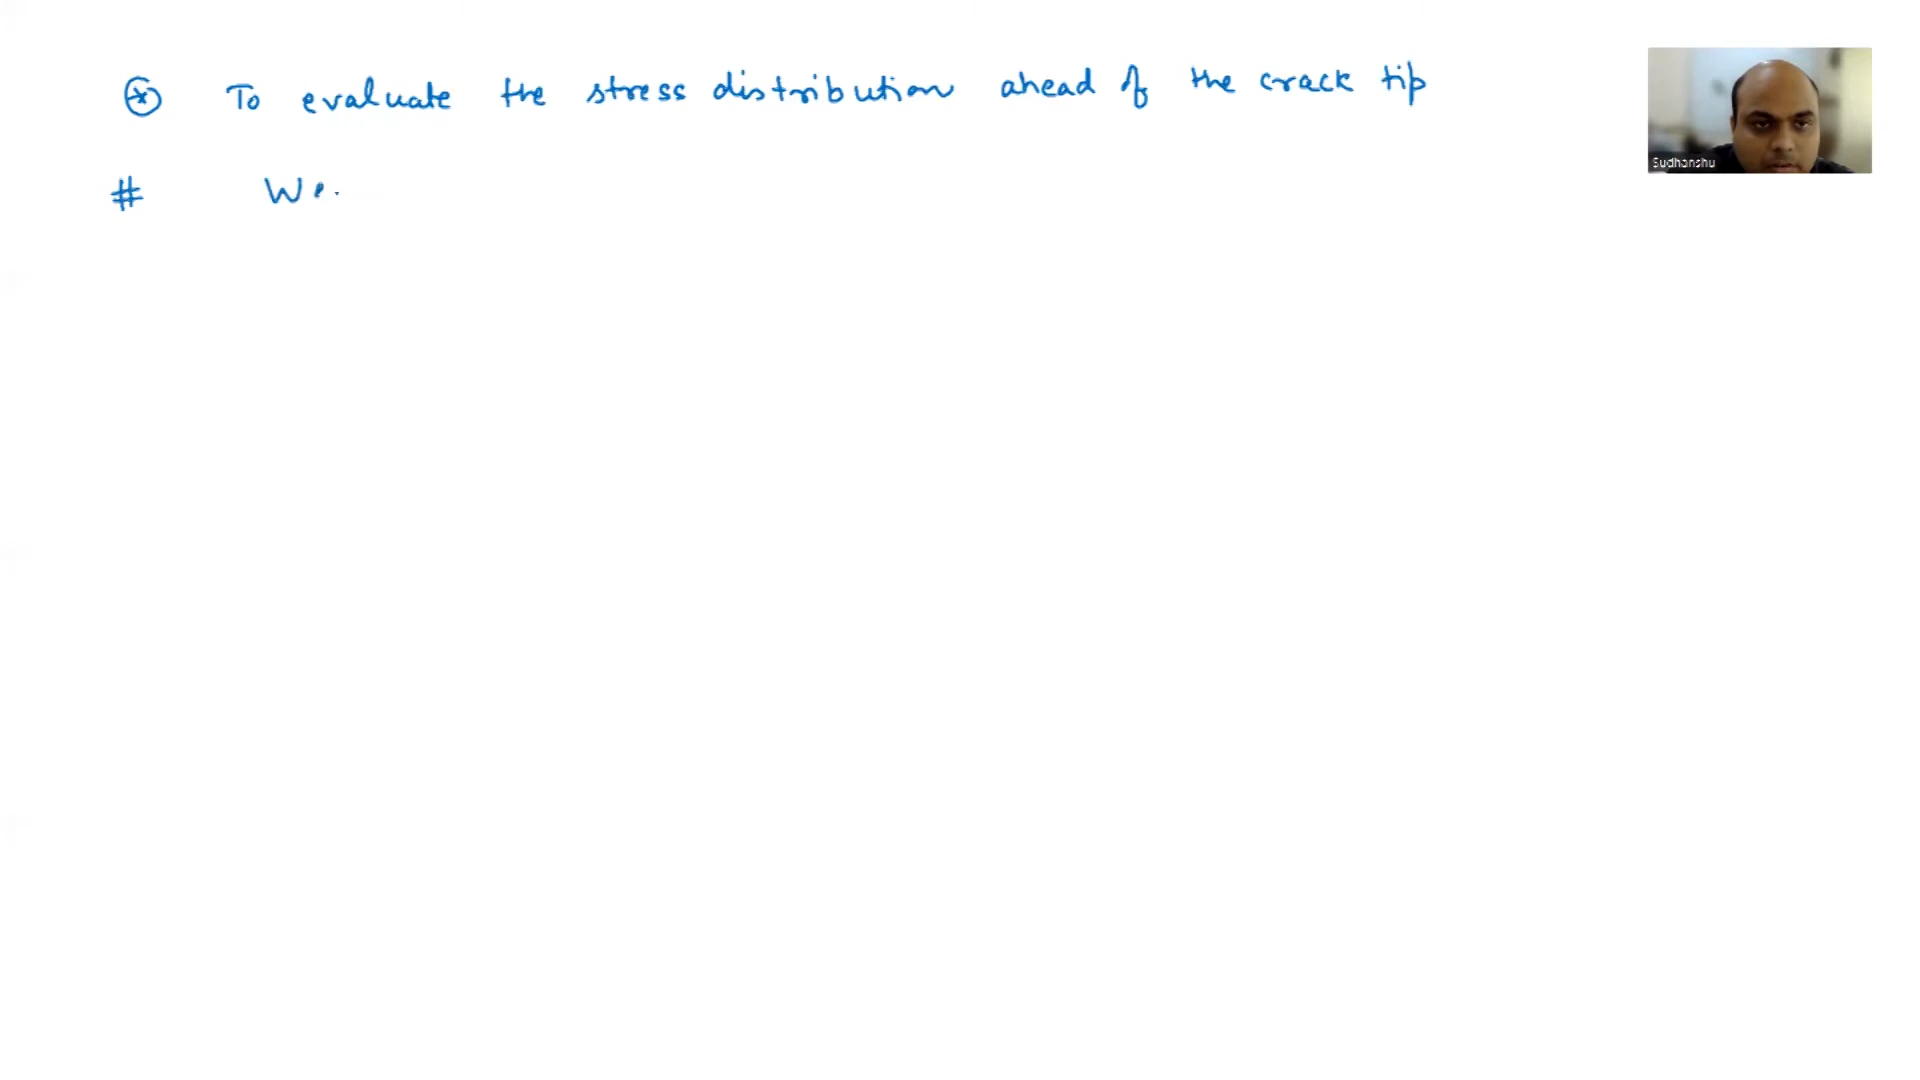 ⊛ To evaluate the stress distribution ahead of the crack tip
Sudhanshu
# We.